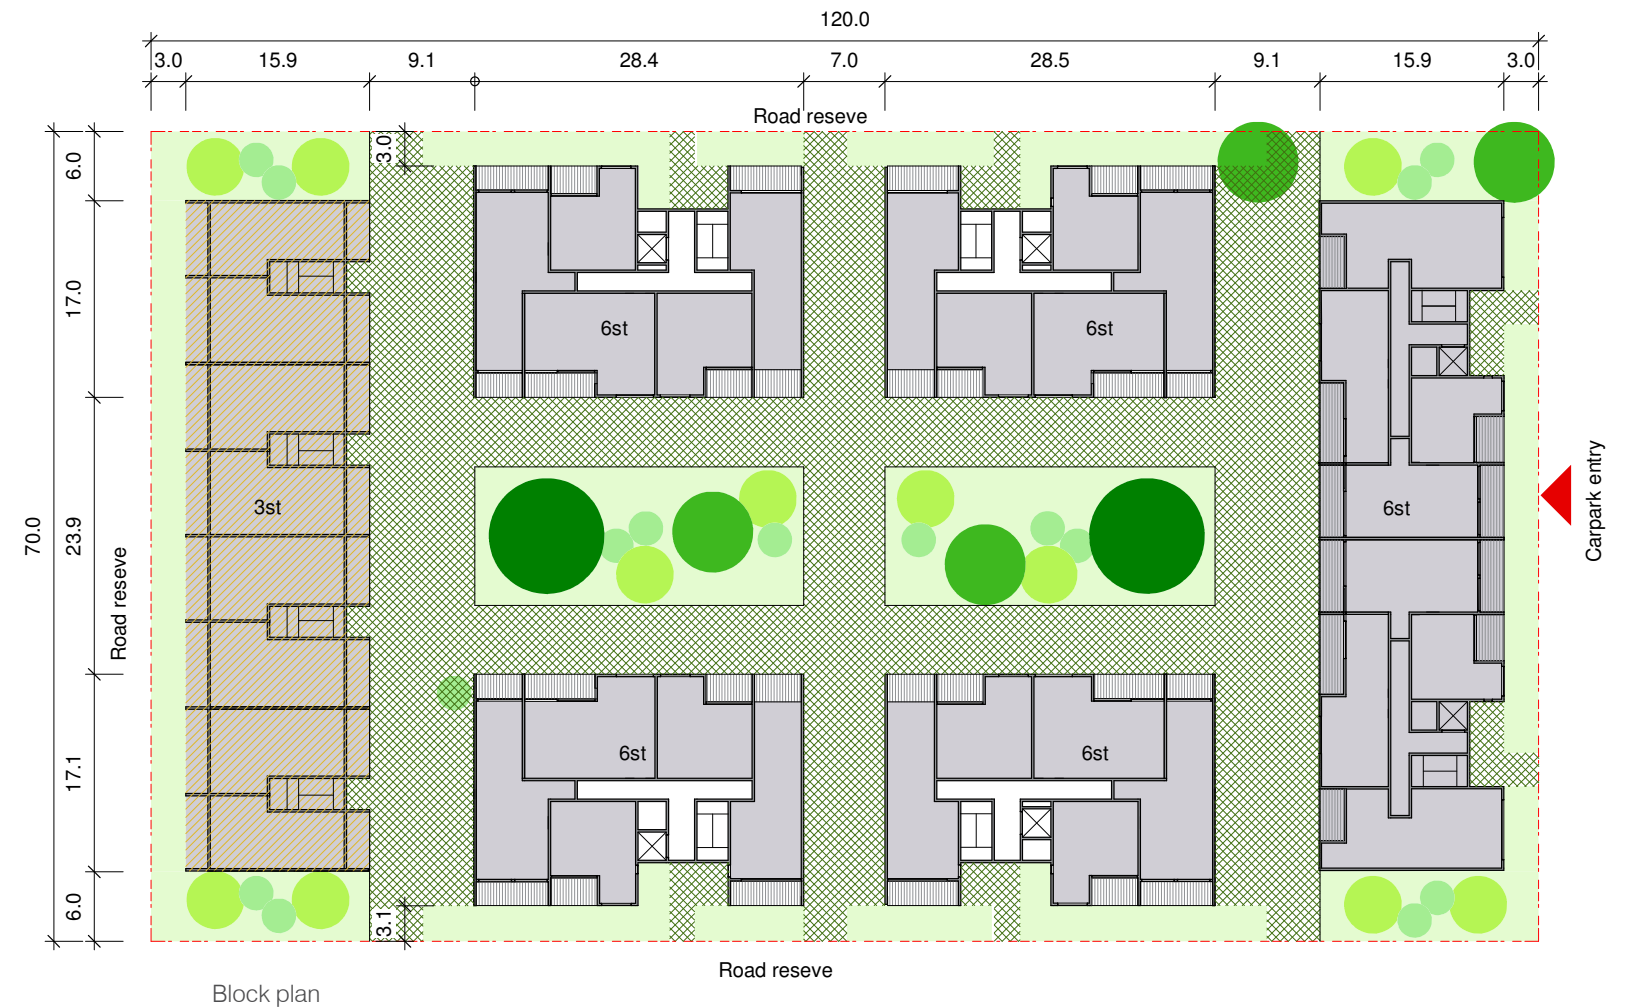 120.0
3.0 15.9 9.1 28.4 7.0 28.5 9.1 15.9 3.0
Road reseve
3.0
6.0
17.0
6st
6st
70.0
23.9
3st
6st
Carpark entry
Road reseve
6st
6st
17.1
6.0
3.1
Road reseve
Block plan